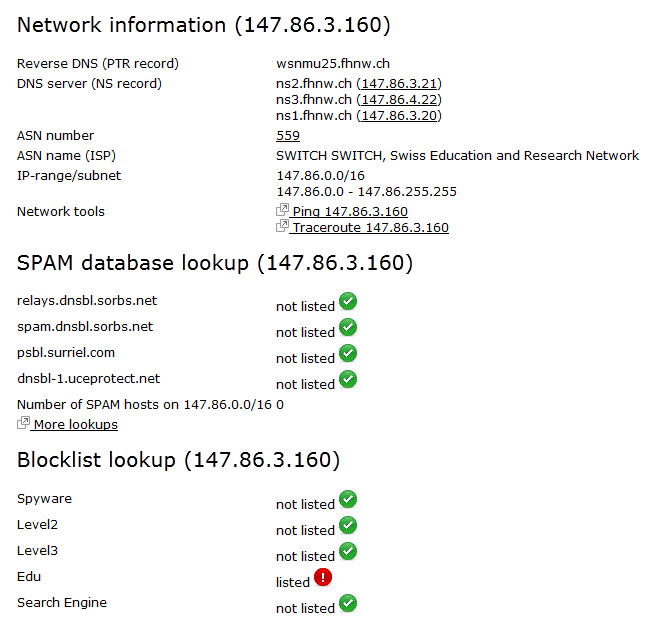 Network information (147.86.3.160)
Reverse DNS (PTR record) wsnmu25.fhnw.ch
DNS server (NS record) ns2.fhnw.ch (147.86.3.21)
ns3.fhnw.ch (147.86.4.22)
ns1.fhnw.ch (147.86.3.20)
ASN number 559
ASN name (ISP) SWITCH SWITCH, Swiss Education and Research Network
IP-range/subnet 147.86.0.0/16
147.86.0.0 - 147.86.255.255
Network tools Ping 147.86.3.160
Traceroute 147.86.3.160
SPAM database lookup (147.86.3.160)
relays.dnsbl.sorbs.net not listed
spam.dnsbl.sorbs.net not listed
psbl.surriel.com not listed
dnsbl-1.uceprotect.net not listed
Number of SPAM hosts on 147.86.0.0/16 0
More lookups
Blocklist lookup (147.86.3.160)
Spyware not listed
Level2 not listed
Level3 not listed
Edu listed
Search Engine not listed